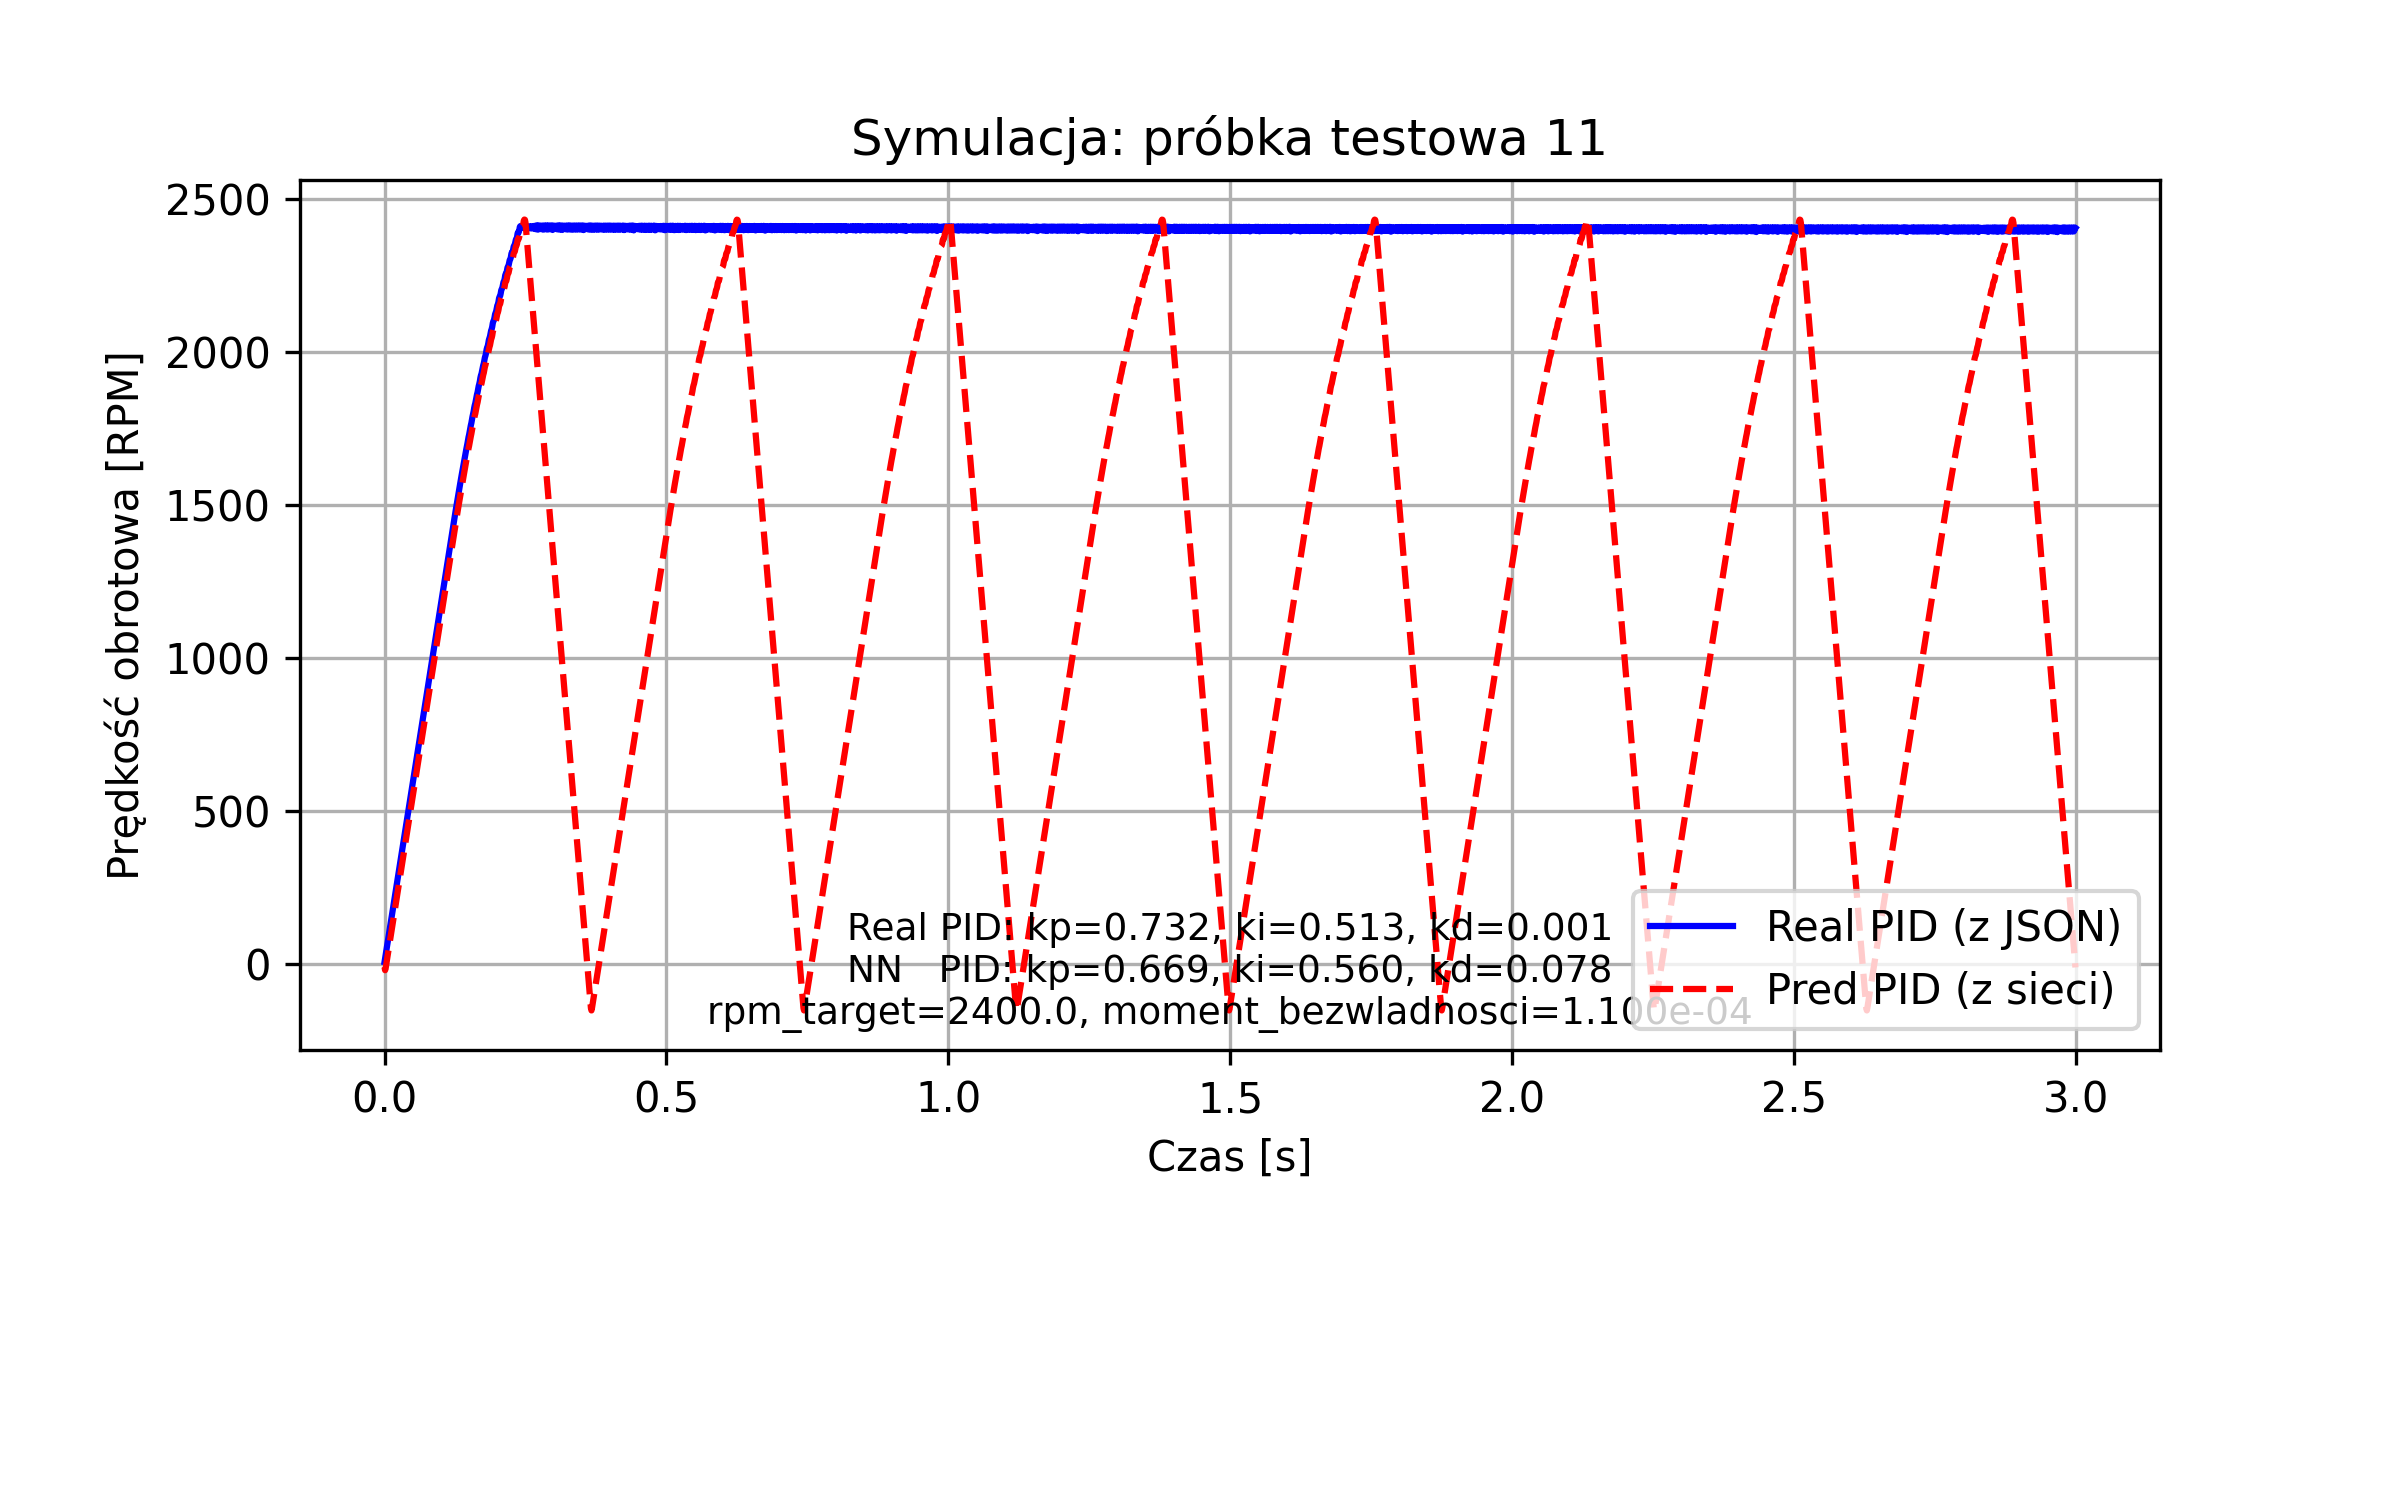 Symulacja: próbka testowa 11
Prędkość obrotowa [RPM]
2500
2000
1500
1000
500
0
Real PID: kp=0.732, ki=0.513, kd=0.001
NN   PID: kp=0.669, ki=0.560, kd=0.078
rpm_target=2400.0, moment_bezwladnosci=1.100e-04
Real PID (z JSON)
Pred PID (z sieci)
0.0 0.5 1.0 1.5 2.0 2.5 3.0
Czas [s]